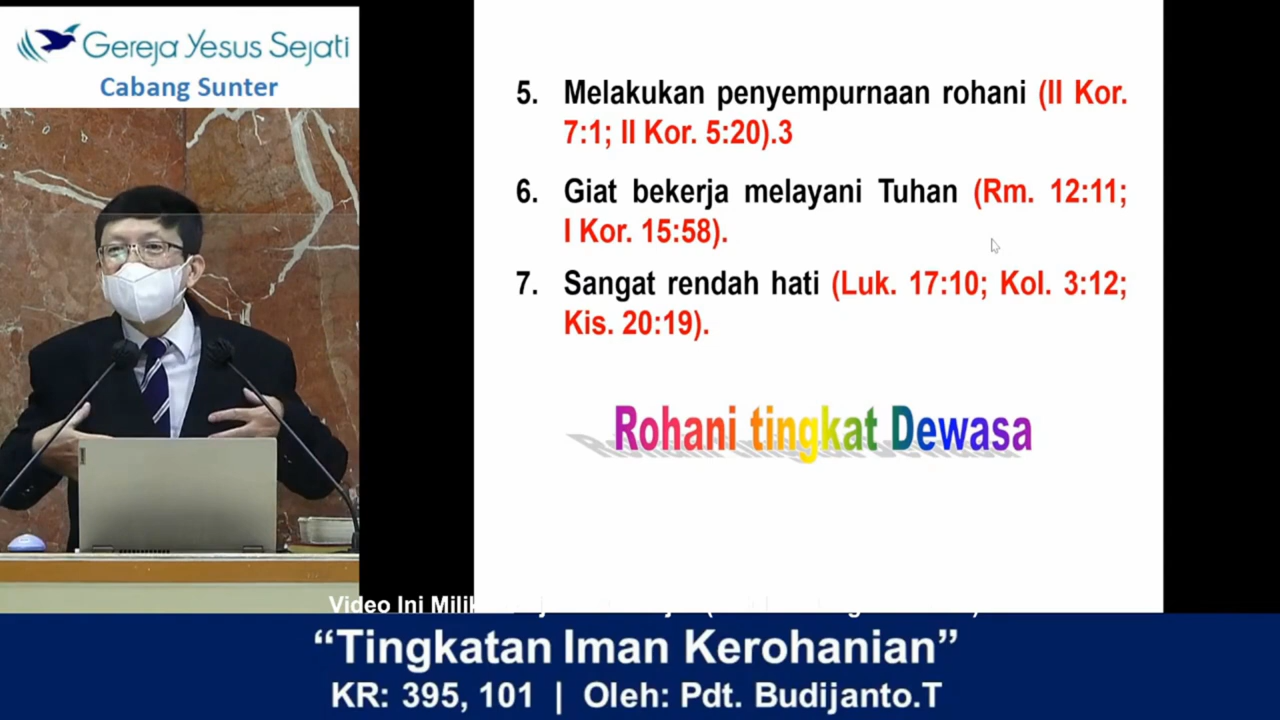 Gereja Yesus Sejati
Cabang Sunter
5. Melakukan penyempurnaan rohani (II Kor.
7:1; II Kor. 5:20).3
6. Giat bekerja melayani Tuhan (Rm. 12:11;
I Kor. 15:58).
7. Sangat rendah hati (Luk. 17:10; Kol. 3:12;
Kis. 20:19).
Rohani tingkat Dewasa
Video Ini Milik
“Tingkatan Iman Kerohanian”
KR: 395, 101 | Oleh: Pdt. Budijanto.T